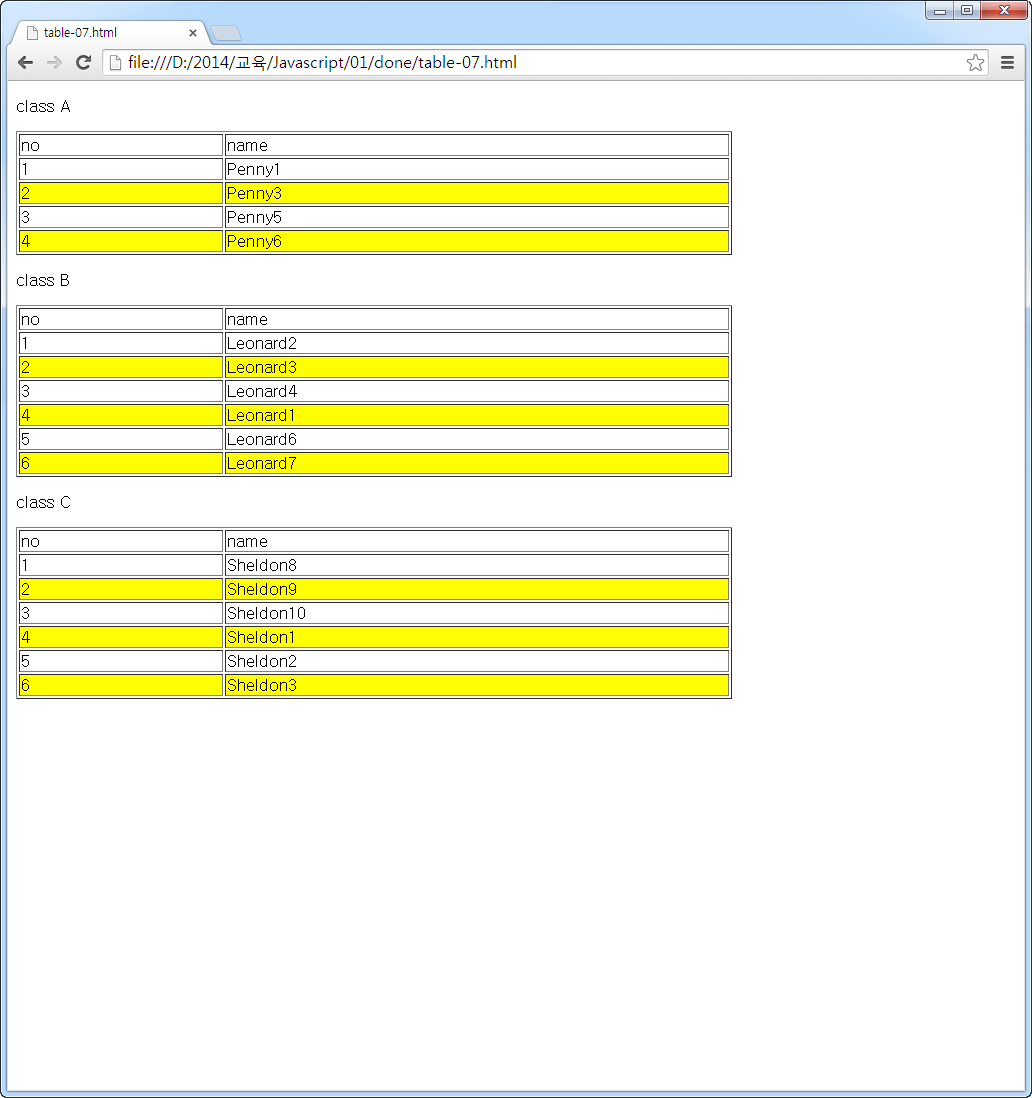 table-07.html
file:///D:/2014/교육/Javascript/01/done/table-07.html
class A
no name
1 Penny1
2 Penny3
3 Penny5
4 Penny6
class B
no name
1 Leonard2
2 Leonard3
3 Leonard4
4 Leonard1
5 Leonard6
6 Leonard7
class C
no name
1 Sheldon8
2 Sheldon9
3 Sheldon10
4 Sheldon1
5 Sheldon2
6 Sheldon3